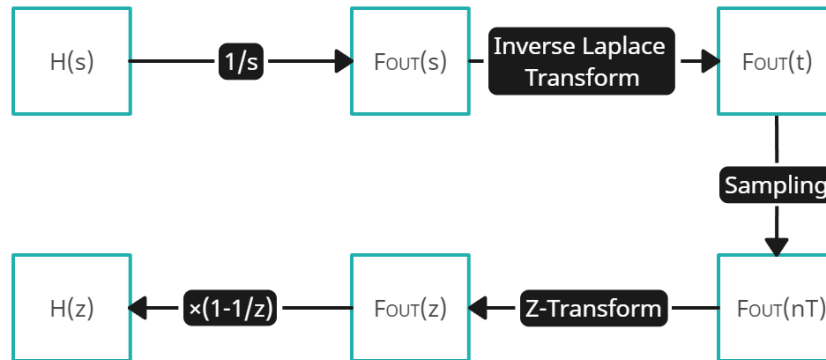 H(s)
1/s
FOUT(s)
Inverse Laplace
Transform
FOUT(t)
Sampling
H(z)
×(1-1/z)
FOUT(z)
Z-Transform
FOUT(nT)